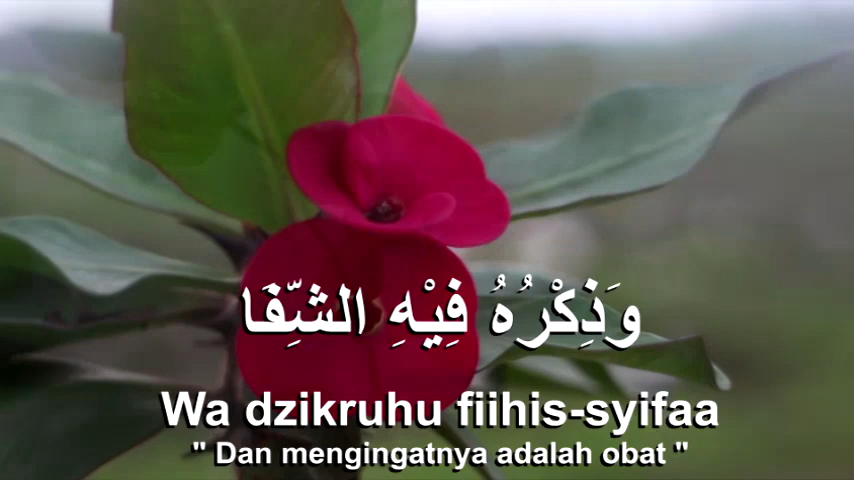 وَذِكْرُهُ فِيْهِ الشِّفَا
Wa dzikruhu fiihis-syifaa
" Dan mengingatnya adalah obat "